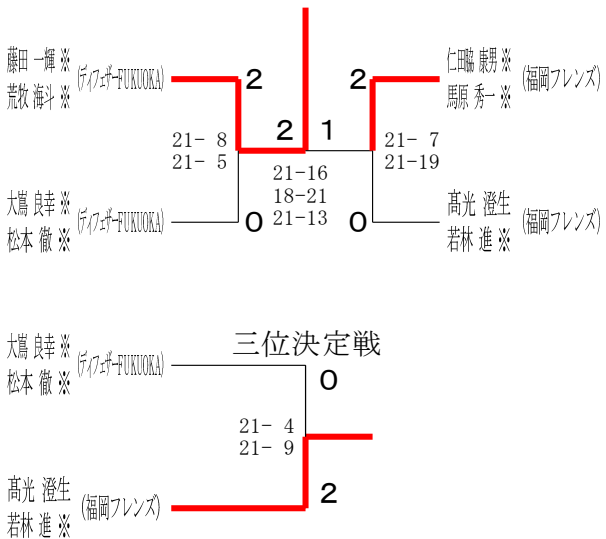 藤田 一輝 ※
荒牧 海斗 ※
(ディフェザーFUKUOKA)
2
2
仁田脇 康男 ※
馬原 秀一 ※
(福岡フレンズ)
21- 8
21- 5
2
1
21- 7
21-19
21-16
18-21
21-13
大嶌 良幸 ※
松本 徹 ※
(ディフェザーFUKUOKA)
0
0
髙光 澄生
若林 進 ※
(福岡フレンズ)
三位決定戦
大嶌 良幸 ※
松本 徹 ※
(ディフェザーFUKUOKA)
0
21- 4
21- 9
髙光 澄生
若林 進 ※
(福岡フレンズ)
2